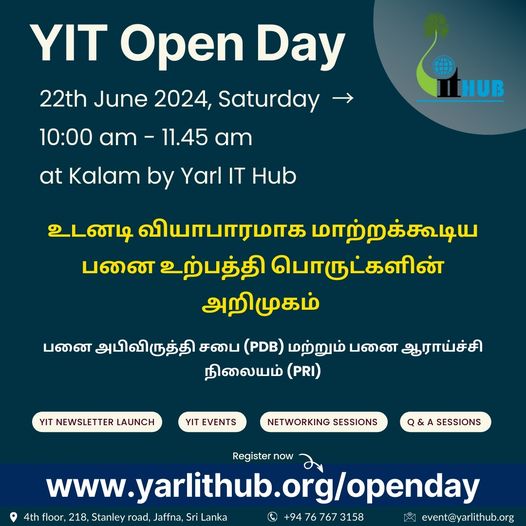 YIT Open Day
IT HUB
22th June 2024, Saturday →
10:00 am - 11.45 am
at Kalam by Yarl IT Hub
உடனடி வியாபாரமாக மாற்றக்கூடிய
பனை உற்பத்தி பொருட்களின்
அறிமுகம்
பனை அபிவிருத்தி சபை (PDB) மற்றும் பனை ஆராய்ச்சி
நிலையம் (PRI)
YIT NEWSLETTER LAUNCH YIT EVENTS NETWORKING SESSIONS Q & A SESSIONS
Register now
www.yarlithub.org/openday
4th floor, 218, Stanley road, Jaffna, Sri Lanka +94 76 767 3158 event@yarlithub.org